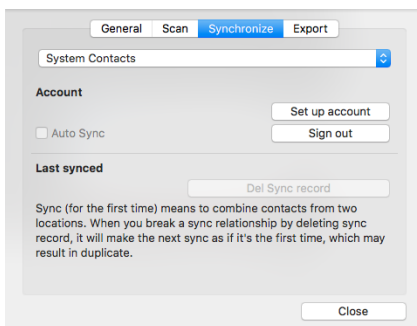 General Scan Synchronize Export
System Contacts
Account
Set up account
Auto Sync Sign out
Last synced
Del Sync record
Sync (for the first time) means to combine contacts from two
locations. When you break a sync relationship by deleting sync
record, it will make the next sync as if it's the first time, which may
result in duplicate.
Close